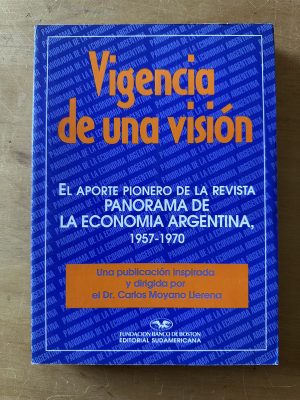 Vigencia
de una visión
EL APORTE PIONERO DE LA REVISTA
PANORAMA DE
LA ECONOMIA ARGENTINA,
1957-1970
Una publicación inspirada
y dirigida por
el Dr. Carlos Moyano Llerena
FUNDACION BANCO DE BOSTON
EDITORIAL SUDAMERICANA